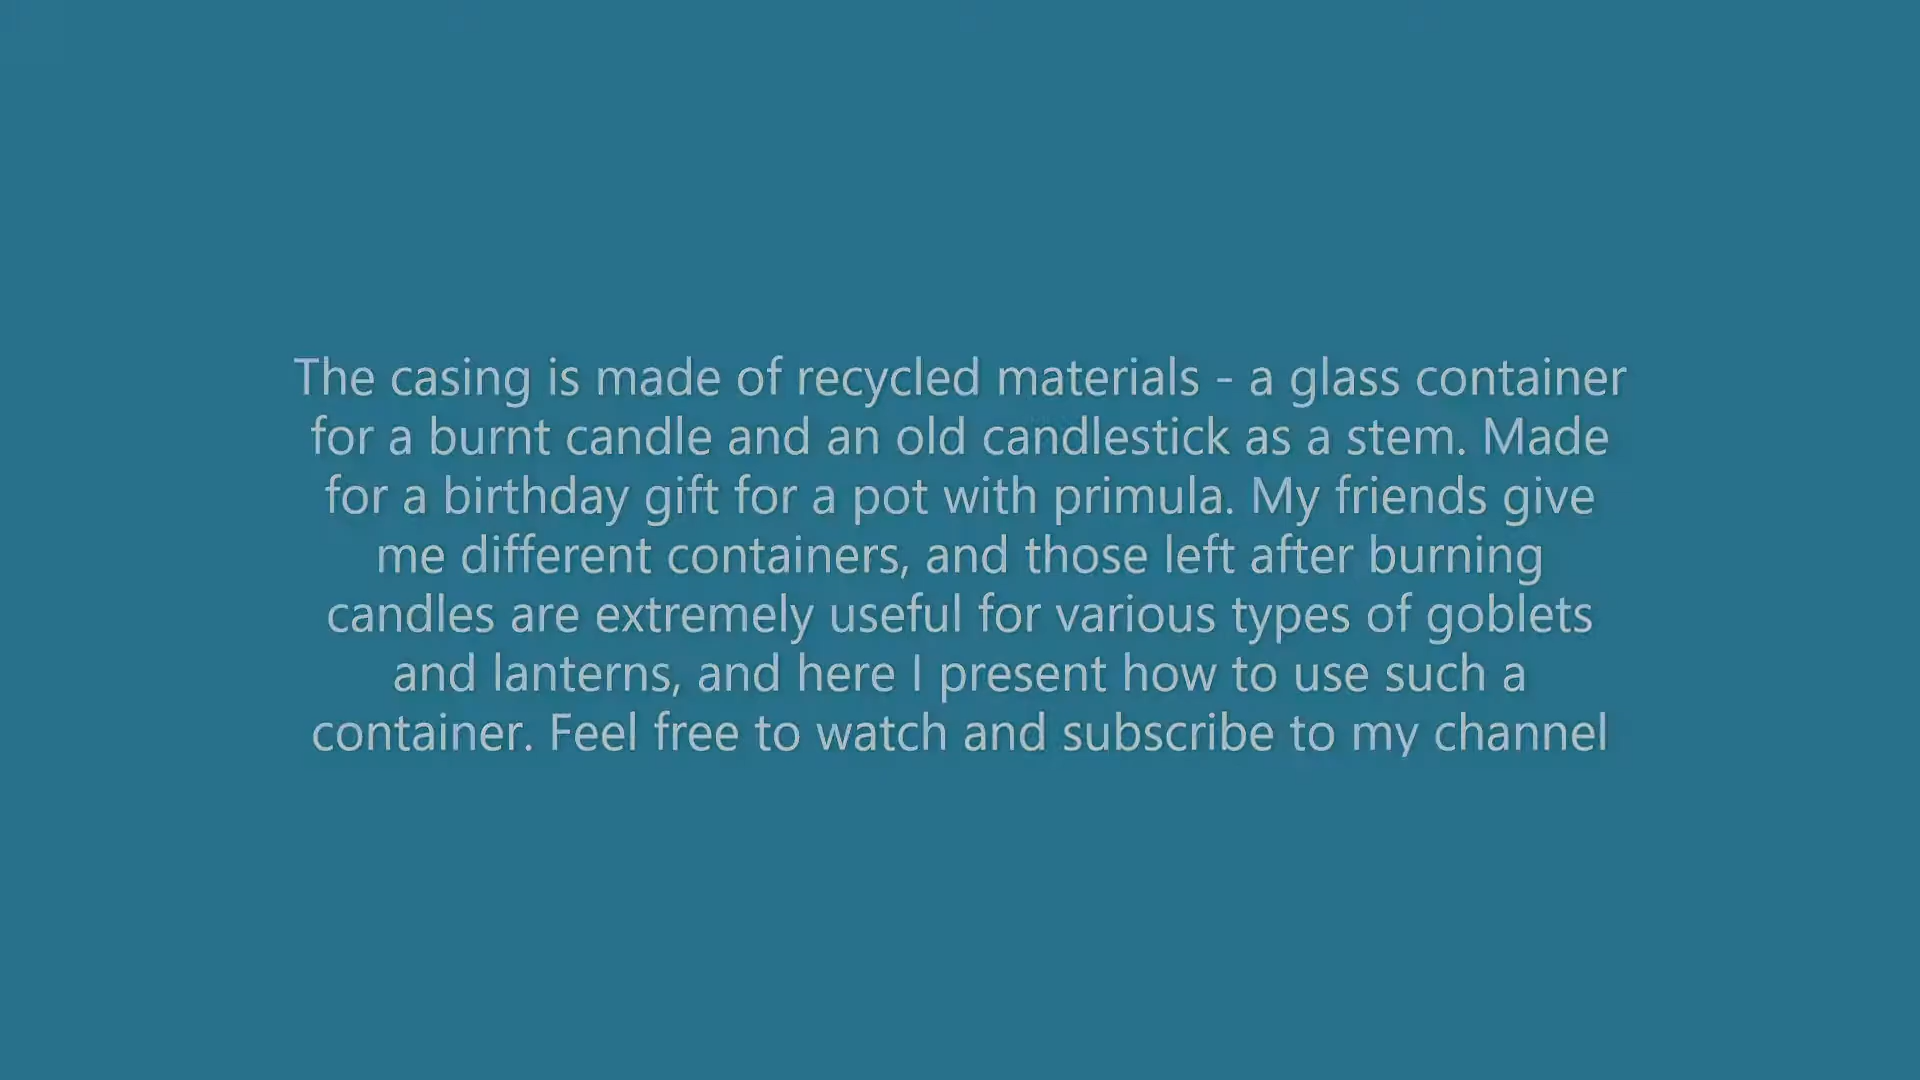 The casing is made of recycled materials - a glass container
for a burnt candle and an old candlestick as a stem. Made
for a birthday gift for a pot with primula. My friends give
me different containers, and those left after burning
candles are extremely useful for various types of goblets
and lanterns, and here I present how to use such a
container. Feel free to watch and subscribe to my channel